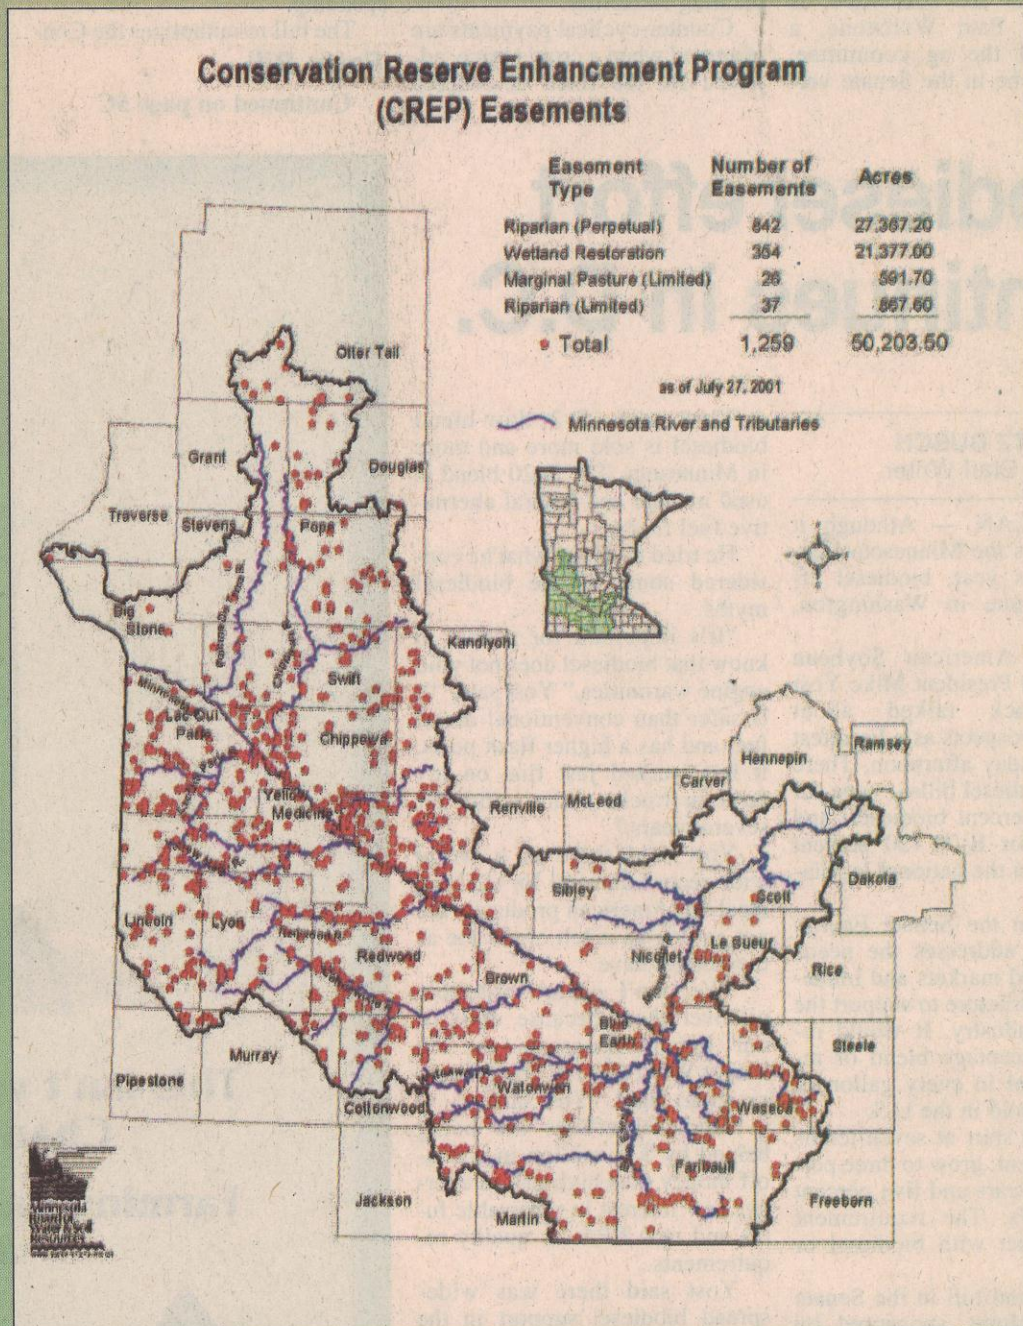 Conservation Reserve Enhancement Program
(CREP) Easements
Easement Type Number of Easements Acres
Riparian (Perpetual) 842 27,367.20
Wetland Restoration 354 21,377.00
Marginal Pasture (Limited) 26 591.70
Riparian (Limited) 37 867.60
Total 1,259 50,203.50
as of July 27, 2001
Minnesota River and Tributaries
Otter Tail
Grant
Douglas
Traverse
Stevens
Pope
Big
Stone
Kandiyohi
Swift
Lac Qui
Parle
Chippewa
Hennepin
Ramsey
Carver
Yellow
Medicine
Renville
McLeod
Sibley
Scott
Dakota
Lincoln
Lyon
Redwood R.
Redwood
Brown
Nicollet
Le Sueur
Rice
Blue
Earth
Steele
Murray
Pipestone
Watonwan
Cottonwood
Waseca
Faribault
Jackson
Martin
Freeborn